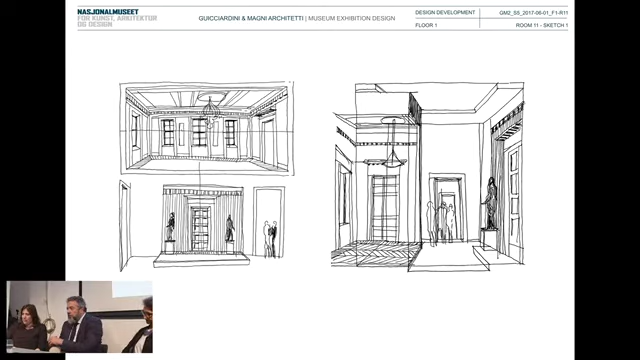 NASJONALMUSEET
FOR KUNST, ARKITEKTUR
OG DESIGN
GUICCIARDINI & MAGNI ARCHITETTI | MUSEUM EXHIBITION DESIGN
DESIGN DEVELOPMENT
GM2_S5_2017-06-01_F1-R11
FLOOR 1
ROOM 11 - SKETCH 1